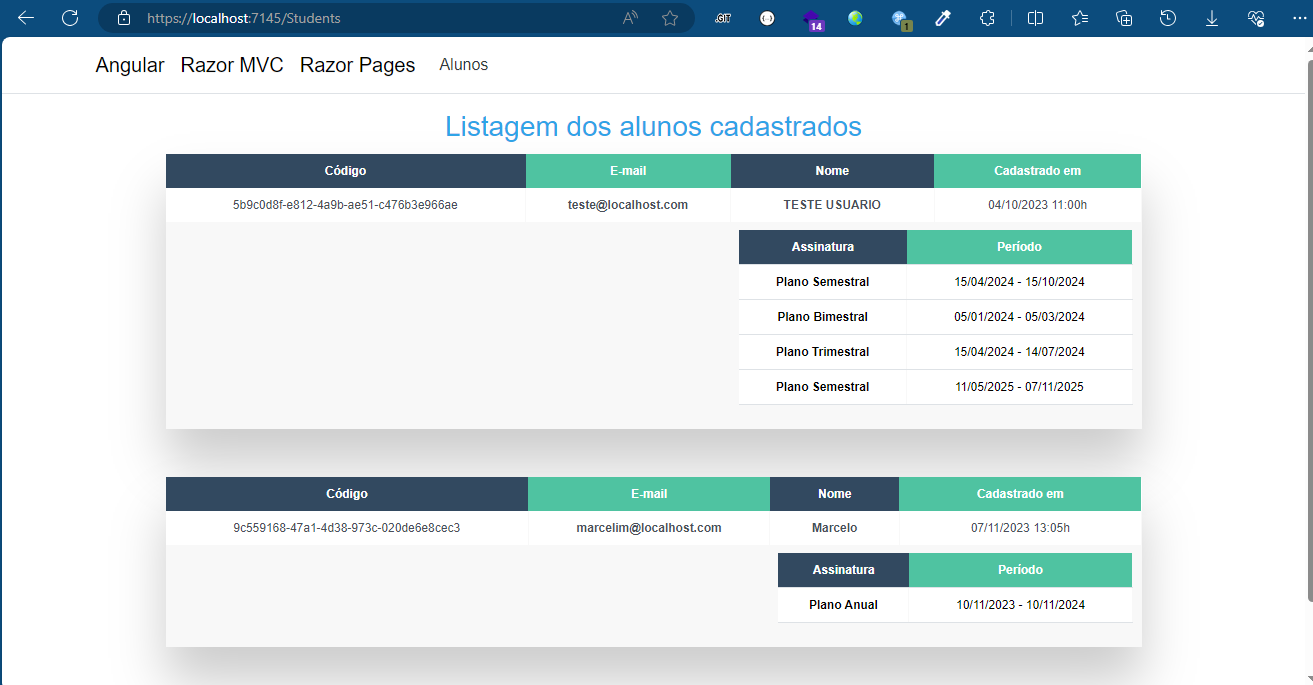 https://localhost:7145/Students
GIT
14
1
Angular Razor MVC Razor Pages Alunos
Listagem dos alunos cadastrados
Código E-mail Nome Cadastrado em
5b9c0d8f-e812-4a9b-ae51-c476b3e966ae teste@localhost.com TESTE USUARIO 04/10/2023 11:00h
Assinatura Período
Plano Semestral 15/04/2024 - 15/10/2024
Plano Bimestral 05/01/2024 - 05/03/2024
Plano Trimestral 15/04/2024 - 14/07/2024
Plano Semestral 11/05/2025 - 07/11/2025
Código E-mail Nome Cadastrado em
9c559168-47a1-4d38-973c-020de6e8cec3 marcelim@localhost.com Marcelo 07/11/2023 13:05h
Assinatura Período
Plano Anual 10/11/2023 - 10/11/2024